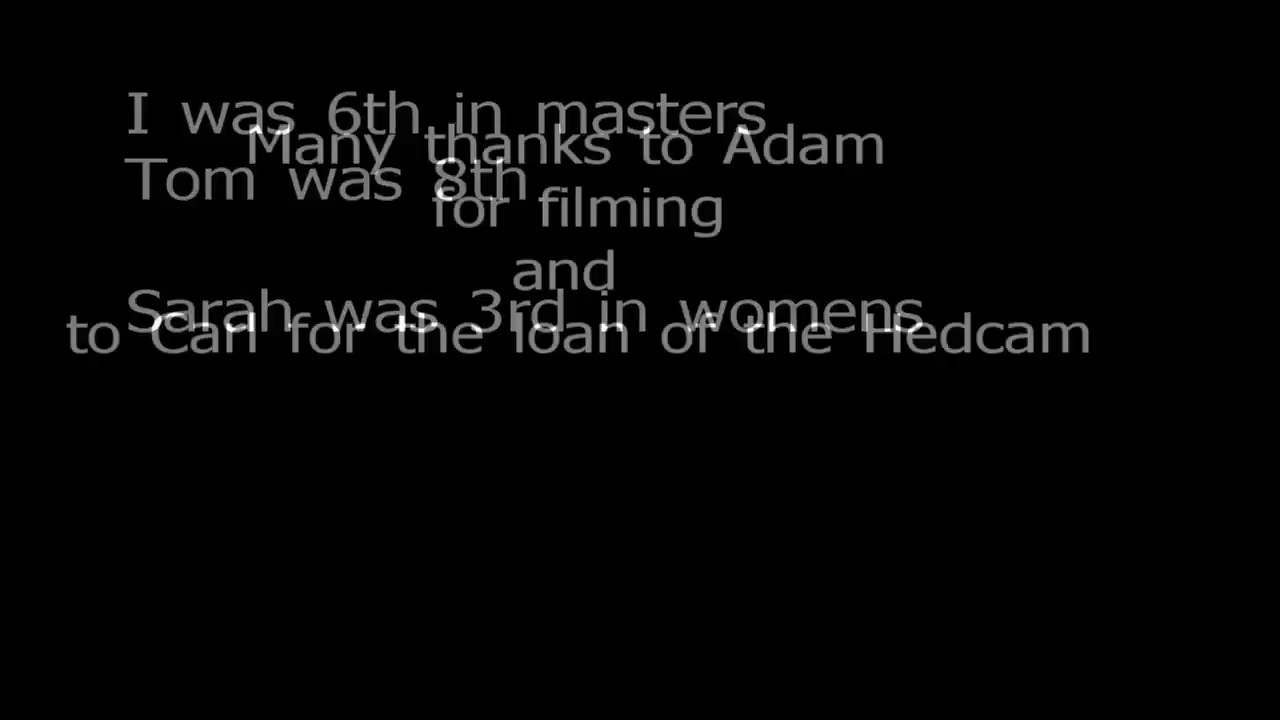 I was 6th in masters
Many thanks to Adam
Tom was 8th
for filming
and
Sarah was 3rd in womens
to Carl for the loan of the Hedcam